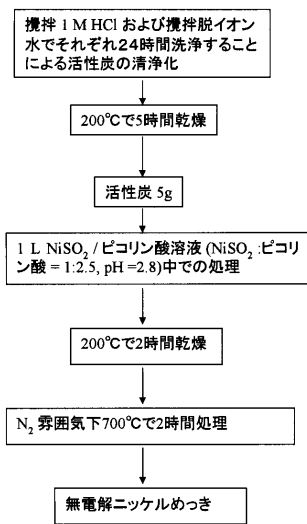 攪拌 1 M HCl および攪拌脱イオン
水でそれぞれ24時間洗浄すること
による活性炭の清浄化
200℃で5時間乾燥
活性炭 5g
1 L NiSO2 / ピコリン酸溶液 (NiSO2 :ピコリ
ン酸 = 1:2.5, pH =2.8)中での処理
200℃で2時間乾燥
N2 雰囲気下700℃で2時間処理
無電解ニッケルめっき